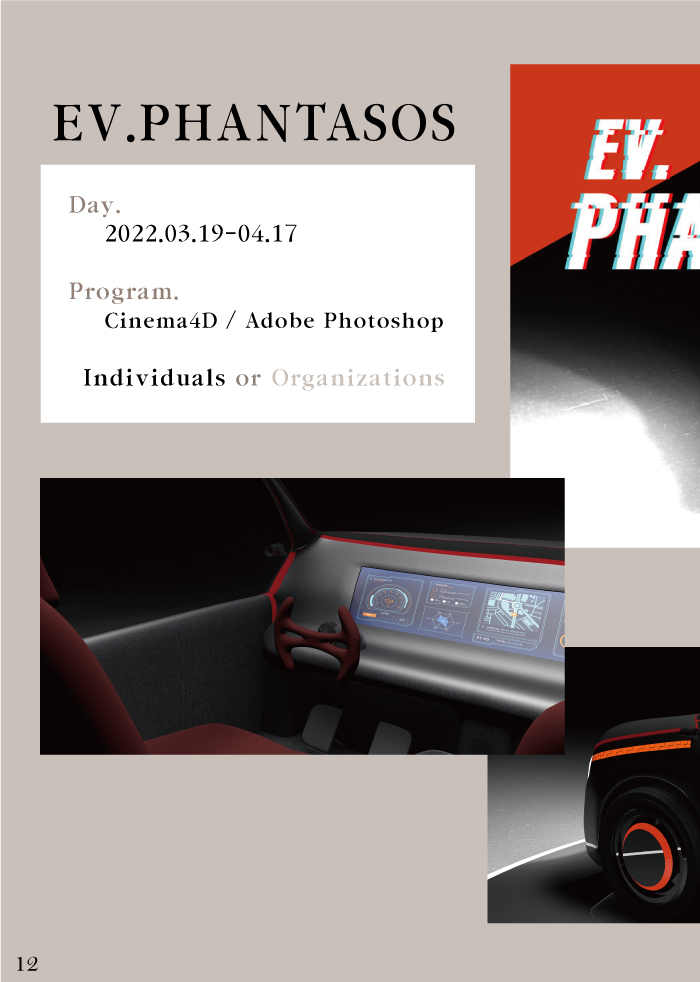 EV.PHANTASOS
Day.
2022.03.19-04.17
Program.
Cinema4D / Adobe Photoshop
Individuals or Organizations
EV.
PHA
12